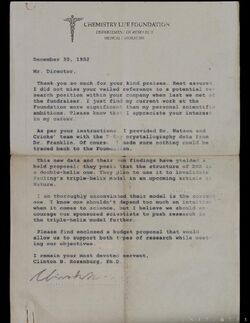 CHEMISTRY LIFE FOUNDATION
DEPARTMENT OF RESEARCH
MEDICAL
December 30, 1952
Mr. Director,
Thank you so much for your kind praises. Rest assured,
I did not miss your veiled reference to a potential re-
search position within your company when last we met at
the fundraiser. I just find my current work at the
Foundation more significant than my personal scientific
ambitions. Please know that I appreciate your interest
in my career.
As per your instructions, I provided Dr. Watson and
Cricks' team with the crystallography data from
Dr. Franklin. Of course, I made sure nothing could be
traced back to the Foundation.
This new data and their own findings have yielded a
bold proposal: they posit that the structure of DNA is
a double-helix one. They plan to use it to invalidate
Pauling's triple-helix model in an upcoming article in
Nature.
I am thoroughly unconvinced their model is the correct
one. I know one shouldn't depend too much on intuition
when it comes to science, but I believe we should en-
courage our sponsored scientists to push research in
the triple-helix model further.
Please find enclosed a budget proposal that would
allow us to support both types of research while meet-
ing our objectives.
I remain your most devoted servant,
Clinton B. Rosenburg, Ph.D.